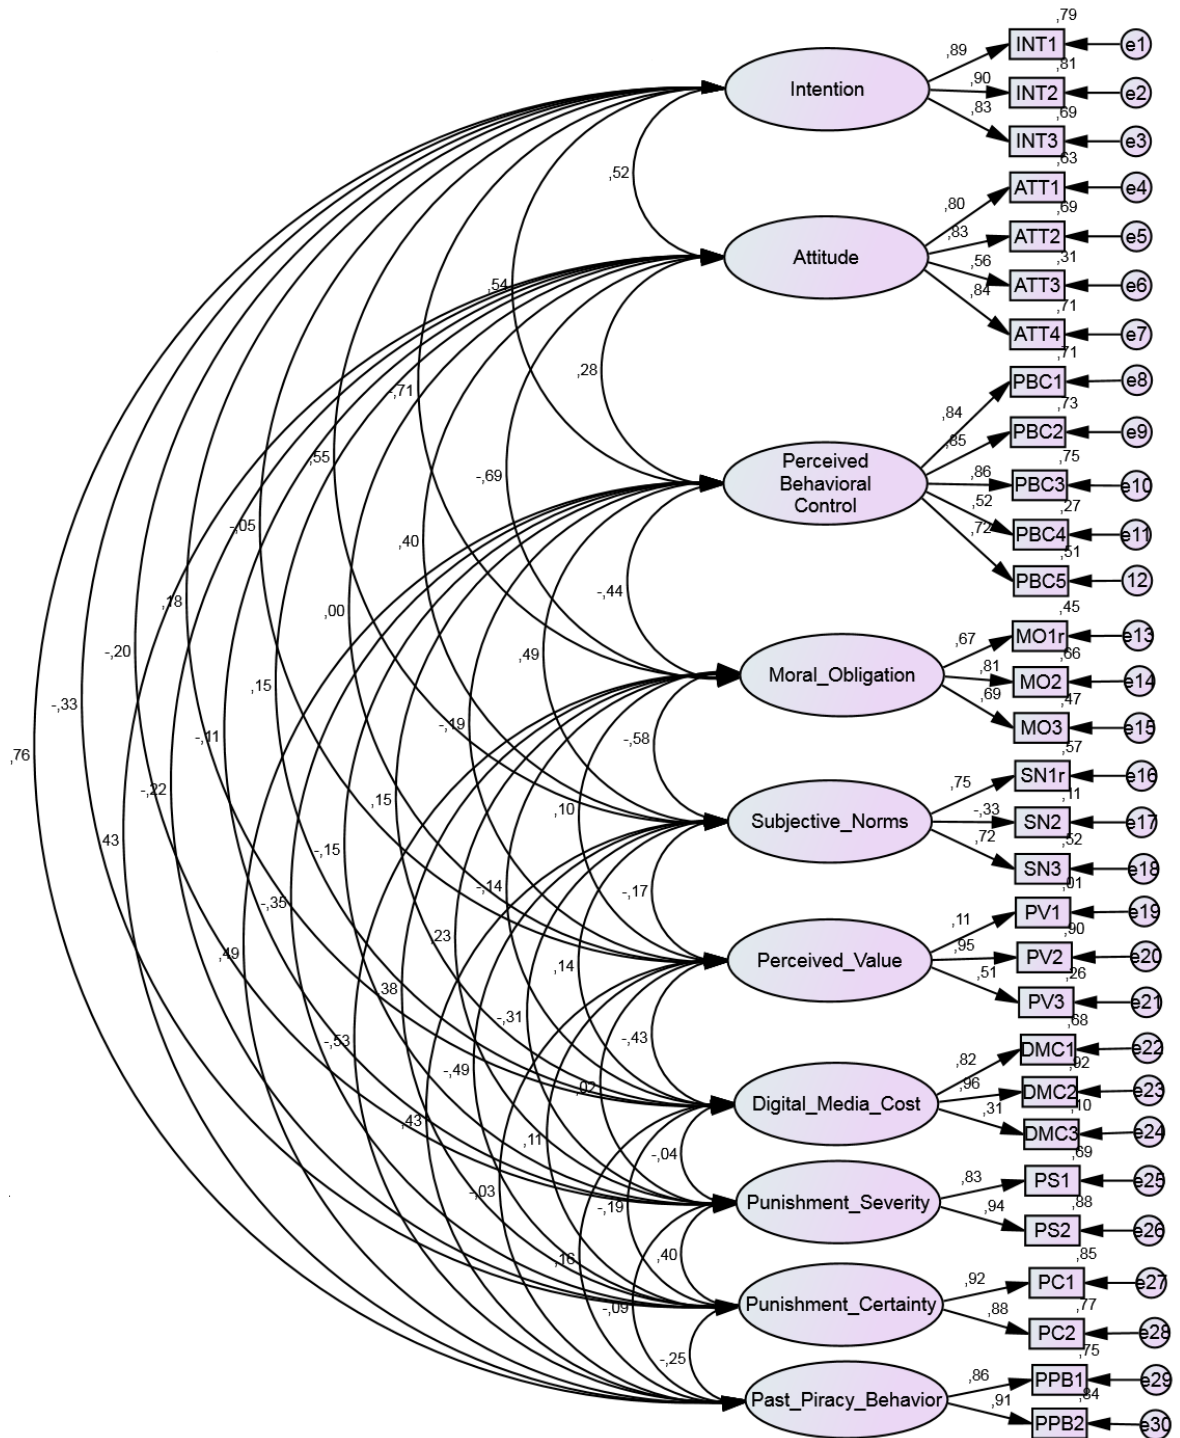 ,79
,89 INT1 e1
,81
Intention ,90 INT2 e2
,69
,83 INT3 e3
,63
,52
,80 ATT1 e4
,69
,83 ATT2 e5
Attitude ,31
,56 ATT3 e6
,84 ,71
ATT4 e7
,54
,71
,28
PBC1 e8
-,71
,84 ,73
,85 PBC2 e9
,75
Perceived
Behavioral
Control
,86 PBC3 e10
,27
,52 PBC4 e11
,72 ,51
PBC5 12
,55
-,69
-,05
,40
-,44
,45
,67 MO1r e13
,66
Moral_Obligation ,81 MO2 e14
,69 ,47
MO3 e15
,57
,18
,00
-,20
,49
,15
-,33
-,19
-,58
-,11
,76
,75 SN1r e16
,11
Subjective_Norms -,33 SN2 e17
,72 ,52
SN3 e18
,01
-,22
,15
,10
43
-,15
-,14
-,17
-,35
,11 PV1 e19
,90
,95
Perceived_Value PV2 e20
,26
,51
PV3 e21
,68
,23
,49
,14
,38
-,31
-,43
-,53
,82 DMC1 e22
,92
,96 DMC2 e23
Digital_Media_Cost ,10
,31 DMC3 e24
,69
-,49
,02
,43
,11
-,04
,83 PS1 e25
,88
Punishment_Severity ,94
PS2 e26
,85
-,03
-,19
,16
,40
,92 PC1 e27
,77
Punishment_Certainty ,88
PC2 e28
,75
-,09
-,25
,86 PPB1 e29
,84
Past_Piracy_Behavior ,91
PPB2 e30